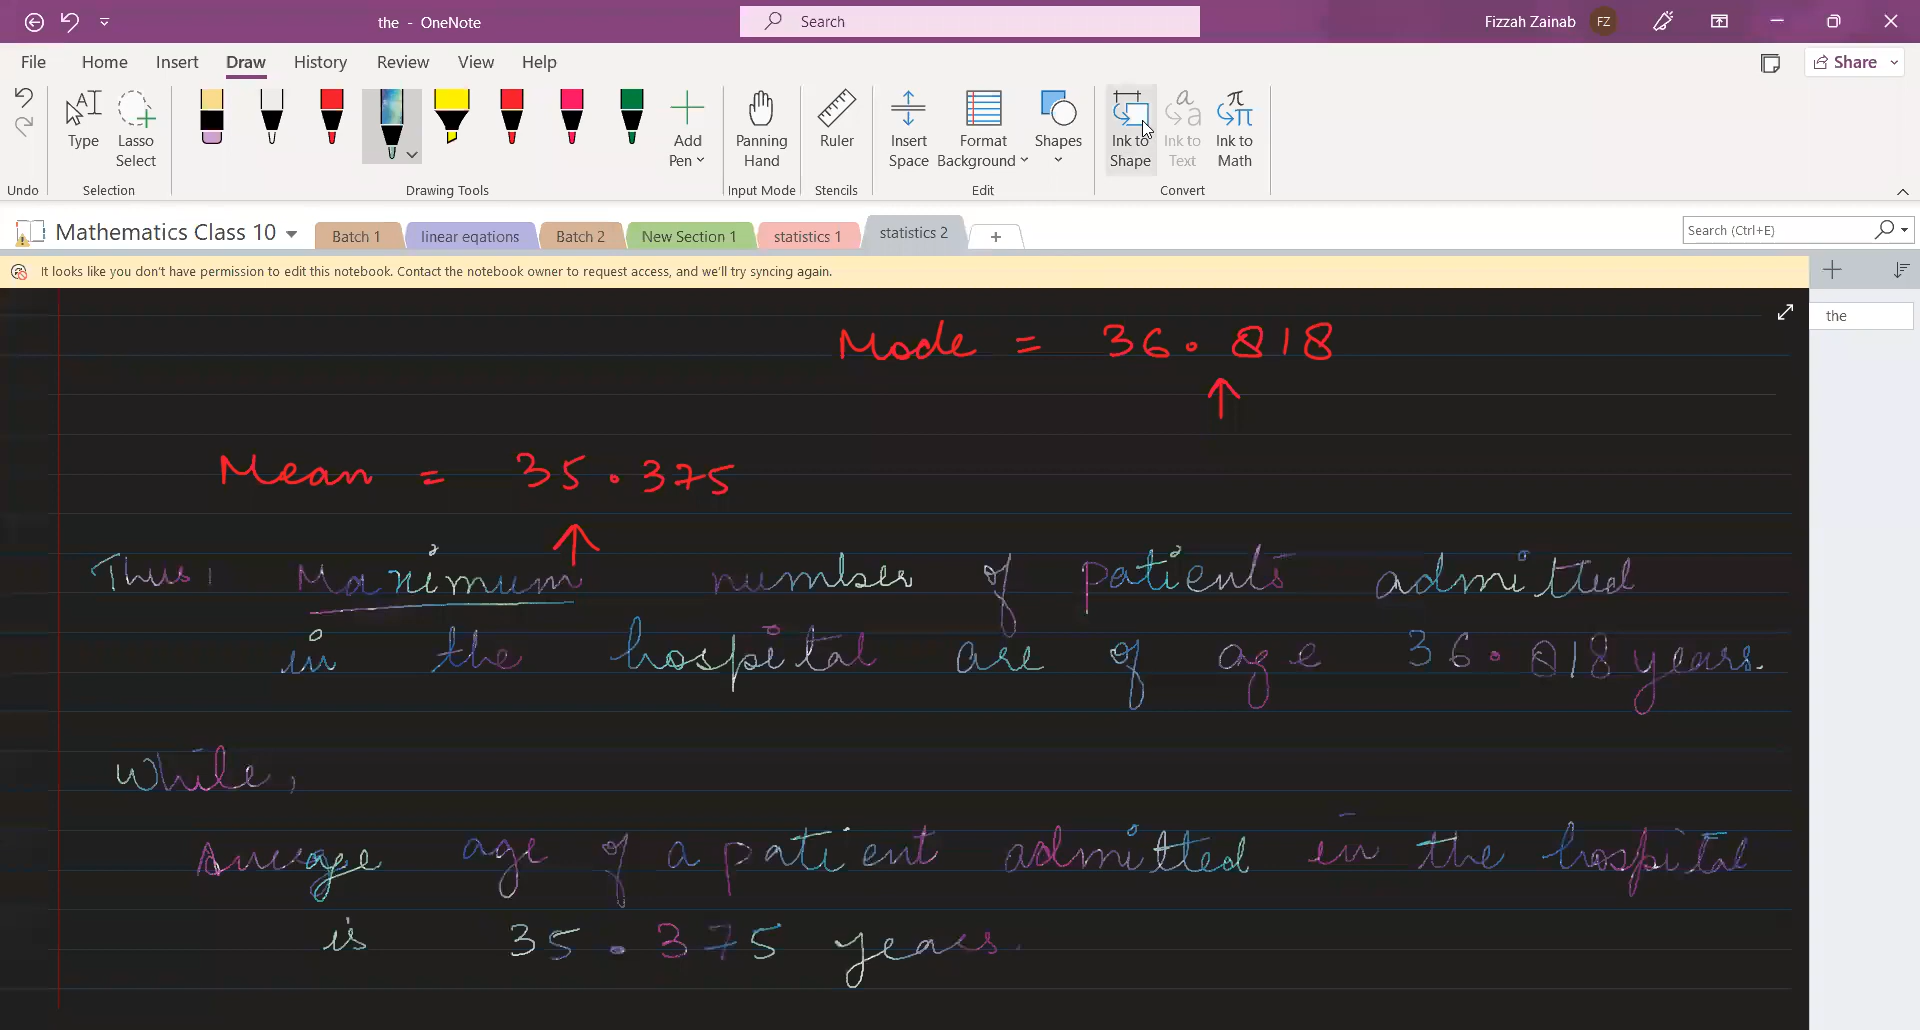 the - OneNote
Search
Fizzah Zainab FZ
File Home Insert Draw History Review View Help
Share
Type
Lasso Select
Add Pen
Panning Hand
Ruler
Insert Space
Format Background
Shapes
Ink to Shape
Ink to Text
Ink to Math
Undo Selection Drawing Tools Input Mode Stencils Edit Convert
Mathematics Class 10 Batch 1 linear eqations Batch 2 New Section 1 statistics 1 statistics 2 + Search (Ctrl+E)
It looks like you don't have permission to edit this notebook. Contact the notebook owner to request access, and we'll try syncing again.
the
Mode = 36.818
Mean = 35.375
Thus, Maximum number of patients admitted
in the hospital are of age 36.818 years.
While,
Average age of a patient admitted in the hospital
is 35.375 years.